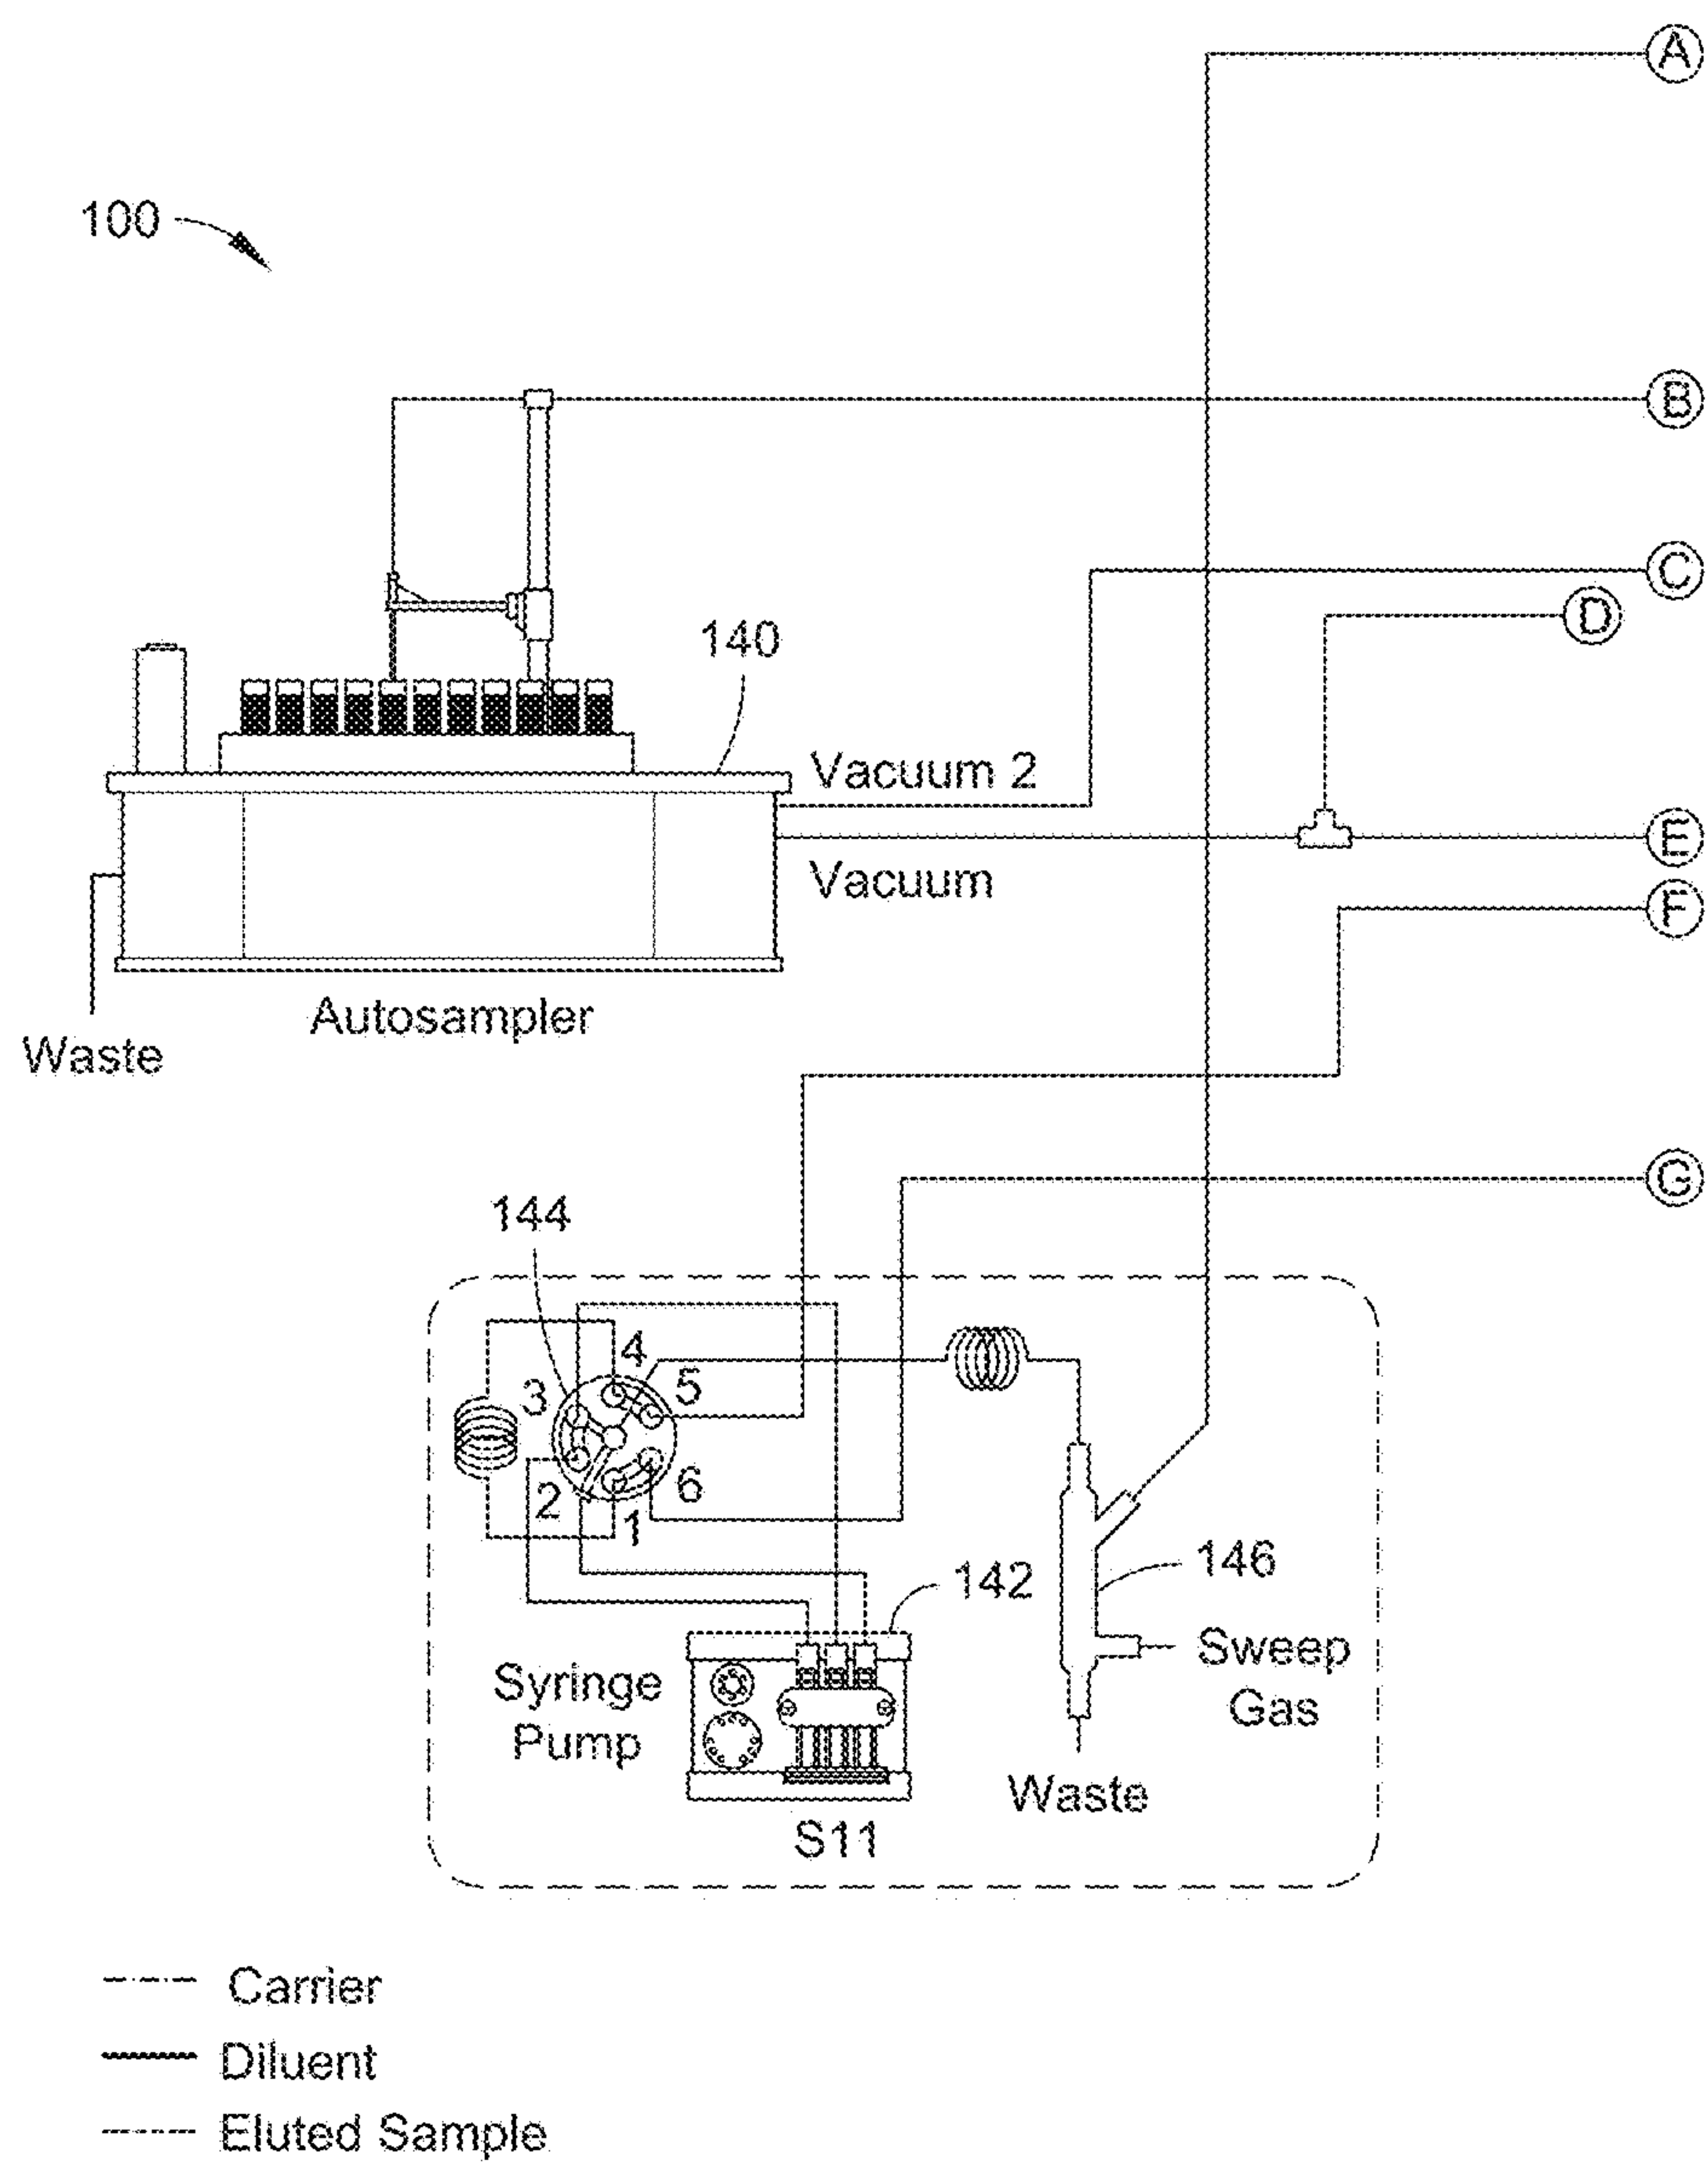 A
100
B
C
D
140
Vacuum 2
E
Vacuum
F
Autosampler
Waste
G
144
4
5
3
2
6
1
142
146
Syringe
Pump
Sweep
Gas
Waste
S11
Carrier
Diluent
Eluted Sample